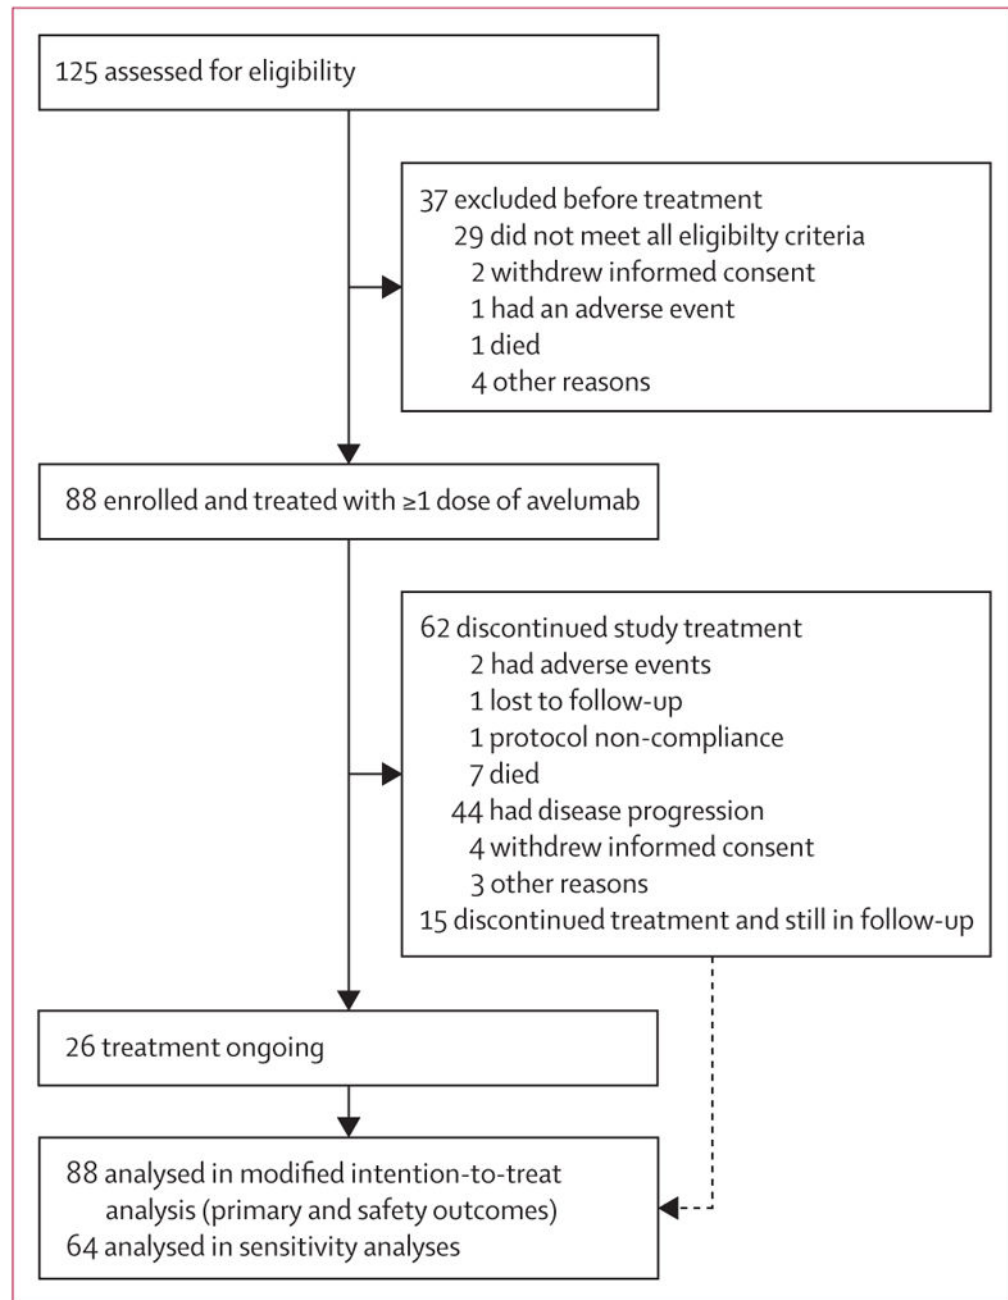 125 assessed for eligibility
37 excluded before treatment
29 did not meet all eligibilty criteria
2 withdrew informed consent
1 had an adverse event
1 died
4 other reasons
88 enrolled and treated with ≥1 dose of avelumab
62 discontinued study treatment
2 had adverse events
1 lost to follow-up
1 protocol non-compliance
7 died
44 had disease progression
4 withdrew informed consent
3 other reasons
15 discontinued treatment and still in follow-up
26 treatment ongoing
88 analysed in modified intention-to-treat
analysis (primary and safety outcomes)
64 analysed in sensitivity analyses